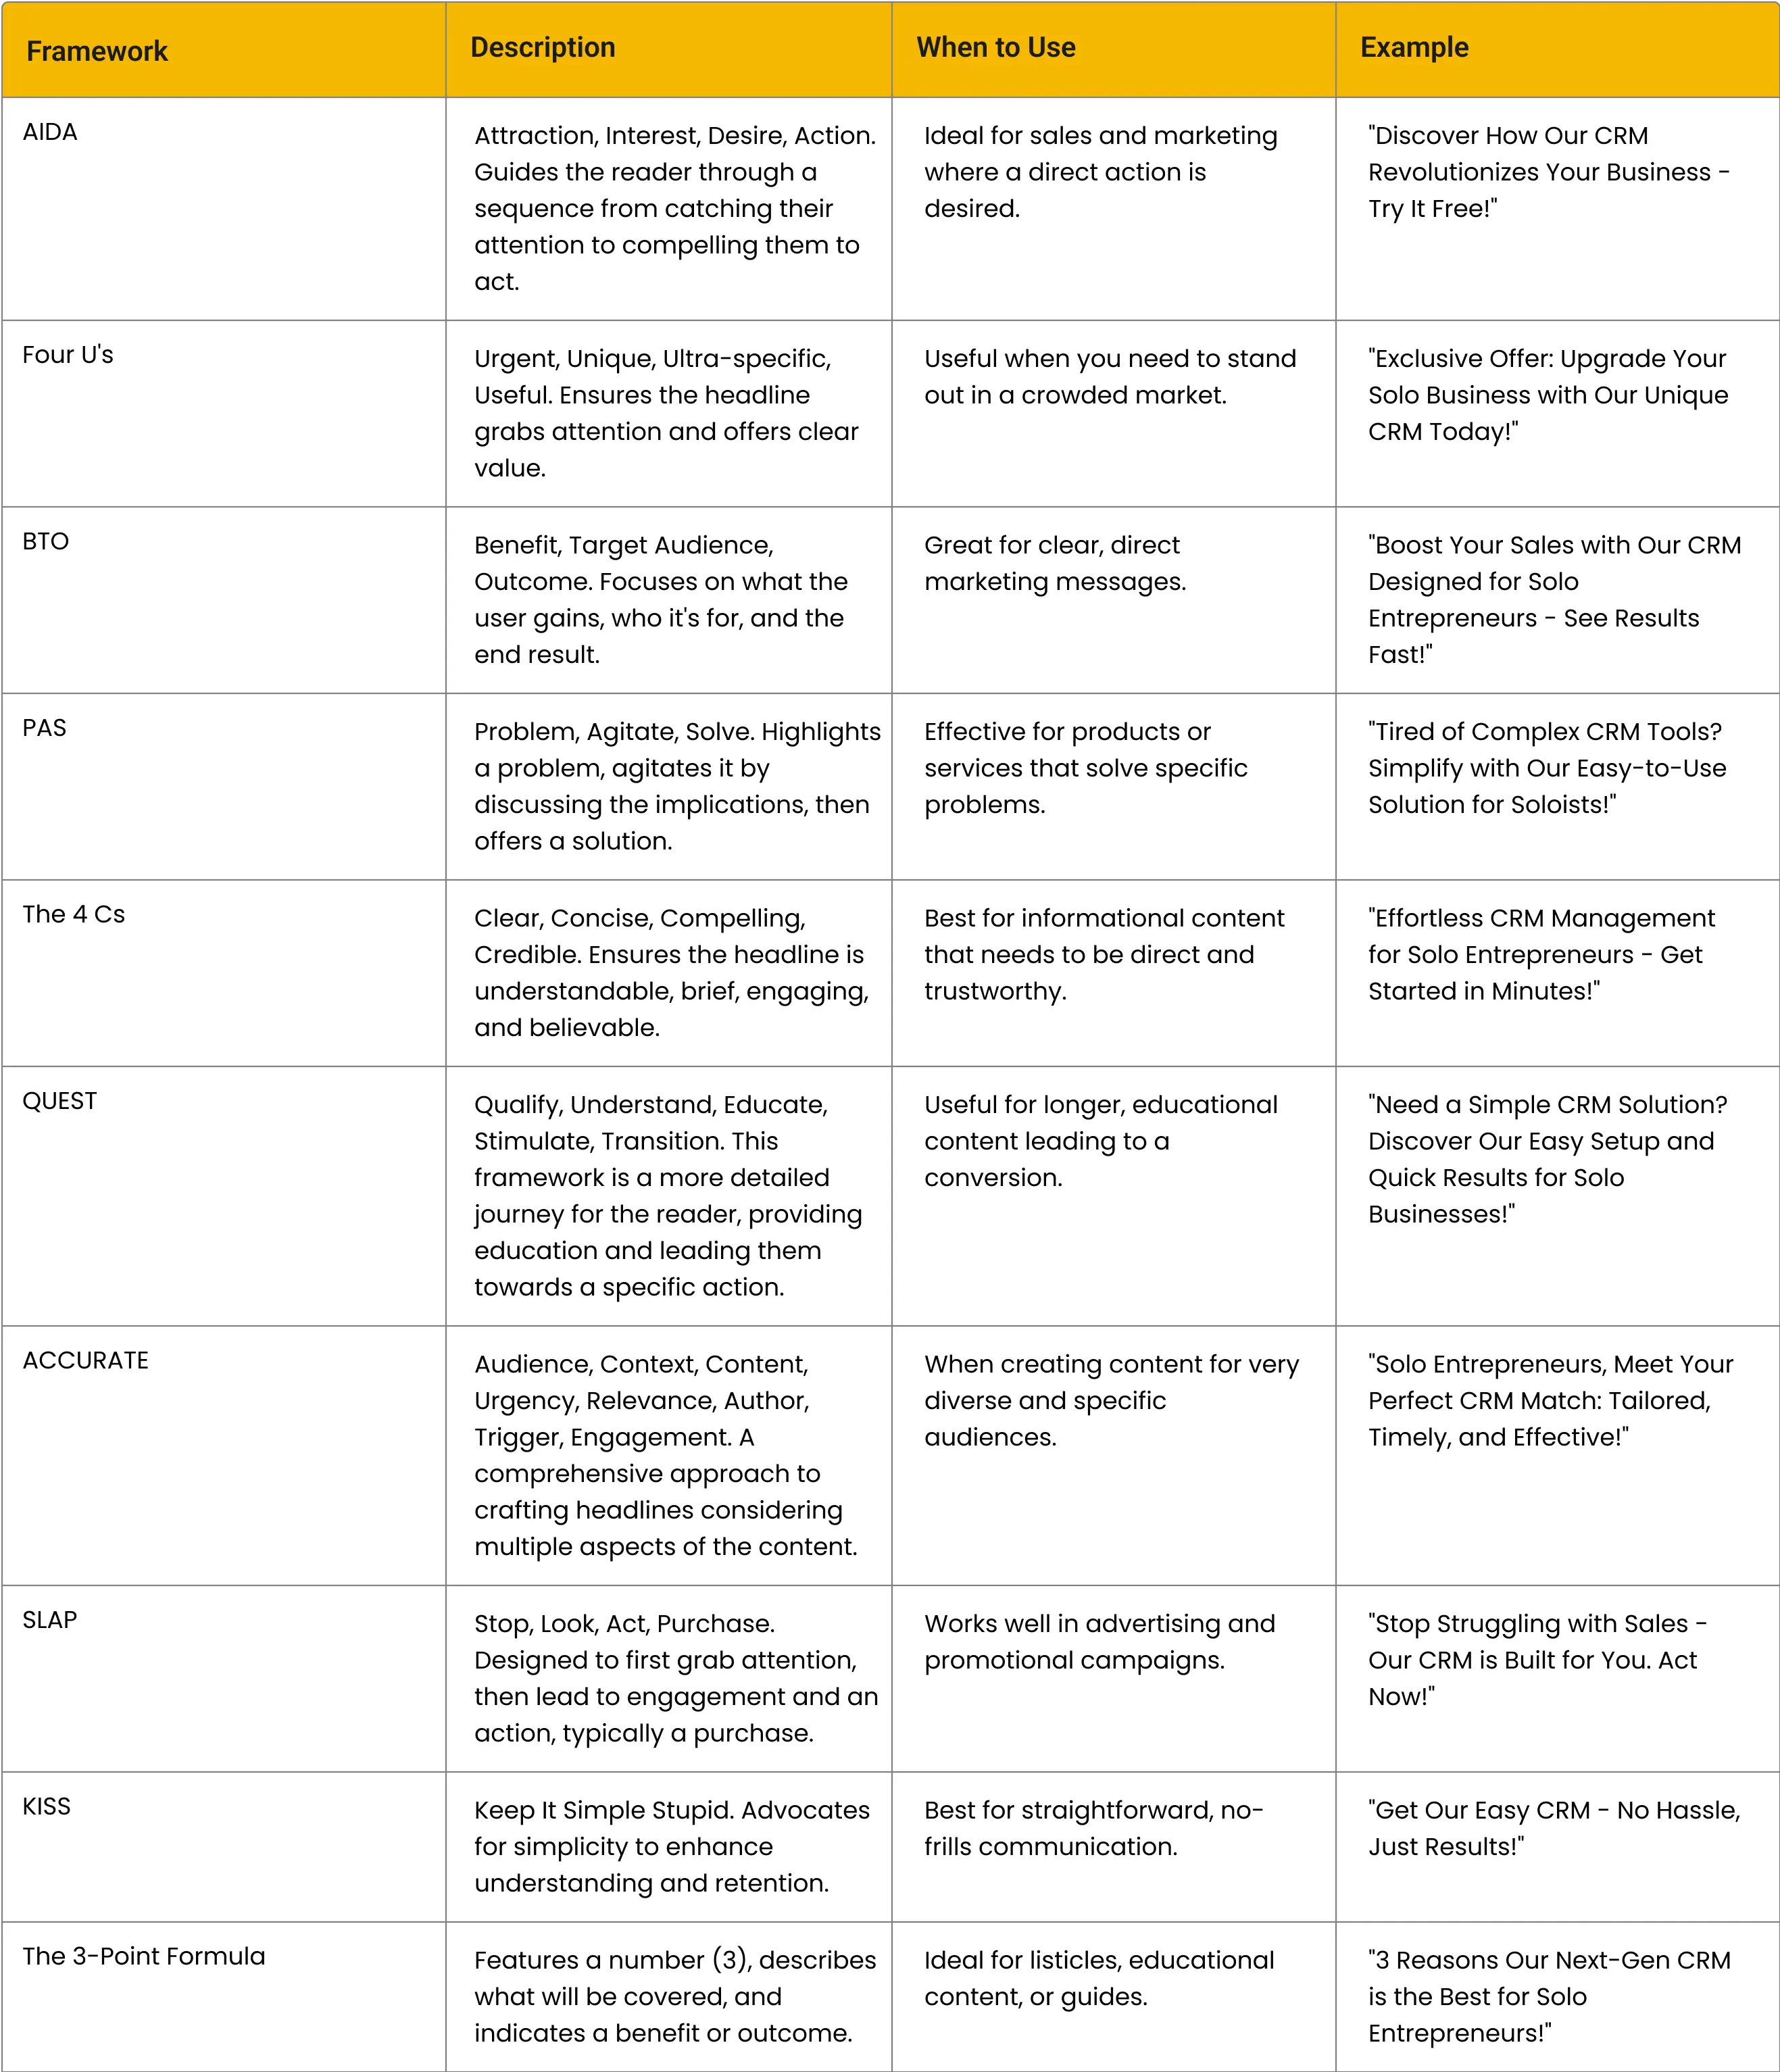 Framework
Description
When to Use
Example
AIDA
Attraction, Interest, Desire, Action.
Guides the reader through a
sequence from catching their
attention to compelling them to
act.
Ideal for sales and marketing
where a direct action is
desired.
"Discover How Our CRM
Revolutionizes Your Business -
Try It Free!"
Four U's
Urgent, Unique, Ultra-specific,
Useful. Ensures the headline
grabs attention and offers clear
value.
Useful when you need to stand
out in a crowded market.
"Exclusive Offer: Upgrade Your
Solo Business with Our Unique
CRM Today!"
BTO
Benefit, Target Audience,
Outcome. Focuses on what the
user gains, who it's for, and the
end result.
Great for clear, direct
marketing messages.
"Boost Your Sales with Our CRM
Designed for Solo
Entrepreneurs - See Results
Fast!"
PAS
Problem, Agitate, Solve. Highlights
a problem, agitates it by
discussing the implications, then
offers a solution.
Effective for products or
services that solve specific
problems.
"Tired of Complex CRM Tools?
Simplify with Our Easy-to-Use
Solution for Soloists!"
The 4 Cs
Clear, Concise, Compelling,
Credible. Ensures the headline is
understandable, brief, engaging,
and believable.
Best for informational content
that needs to be direct and
trustworthy.
"Effortless CRM Management
for Solo Entrepreneurs - Get
Started in Minutes!"
QUEST
Qualify, Understand, Educate,
Stimulate, Transition. This
framework is a more detailed
journey for the reader, providing
education and leading them
towards a specific action.
Useful for longer, educational
content leading to a
conversion.
"Need a Simple CRM Solution?
Discover Our Easy Setup and
Quick Results for Solo
Businesses!"
ACCURATE
Audience, Context, Content,
Urgency, Relevance, Author,
Trigger, Engagement. A
comprehensive approach to
crafting headlines considering
multiple aspects of the content.
When creating content for very
diverse and specific
audiences.
"Solo Entrepreneurs, Meet Your
Perfect CRM Match: Tailored,
Timely, and Effective!"
SLAP
Stop, Look, Act, Purchase.
Designed to first grab attention,
then lead to engagement and an
action, typically a purchase.
Works well in advertising and
promotional campaigns.
"Stop Struggling with Sales -
Our CRM is Built for You. Act
Now!"
KISS
Keep It Simple Stupid. Advocates
for simplicity to enhance
understanding and retention.
Best for straightforward, no-
frills communication.
"Get Our Easy CRM - No Hassle,
Just Results!"
The 3-Point Formula
Features a number (3), describes
what will be covered, and
indicates a benefit or outcome.
Ideal for listicles, educational
content, or guides.
"3 Reasons Our Next-Gen CRM
is the Best for Solo
Entrepreneurs!"